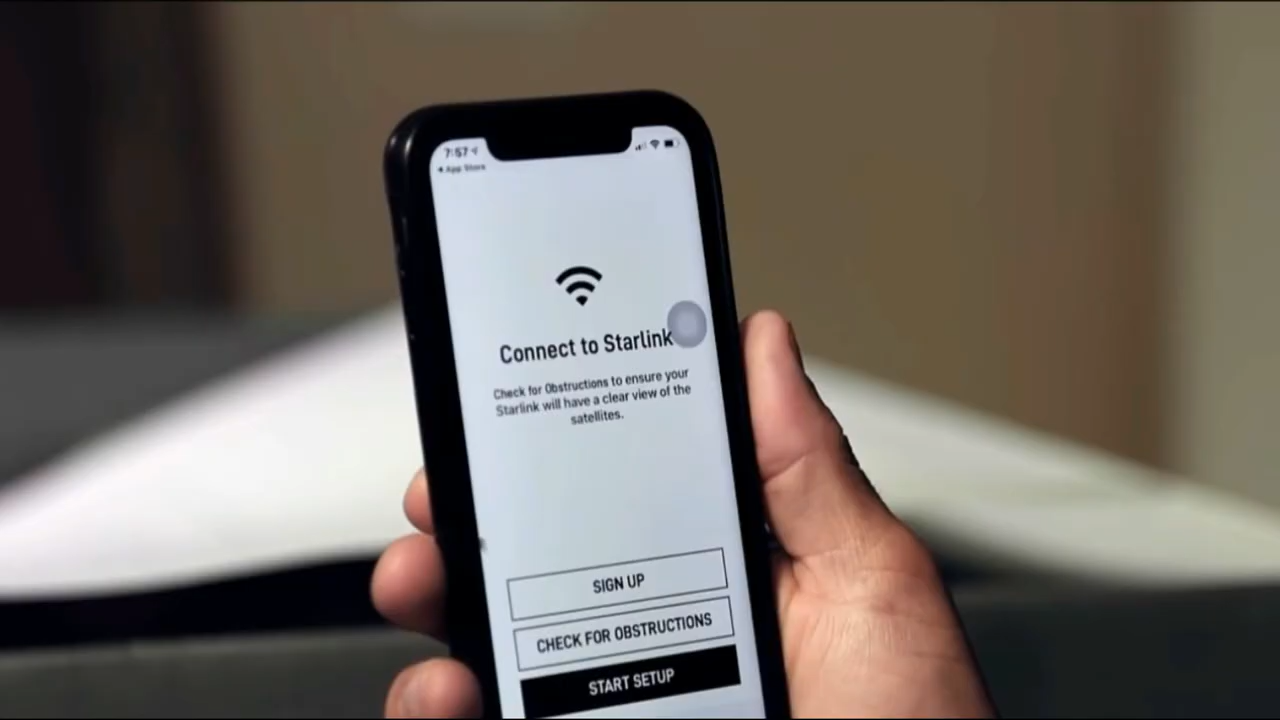 7:57
◀ App Store
Connect to Starlink
Check for Obstructions to ensure your
Starlink will have a clear view of the
satellites.
SIGN UP
CHECK FOR OBSTRUCTIONS
START SETUP